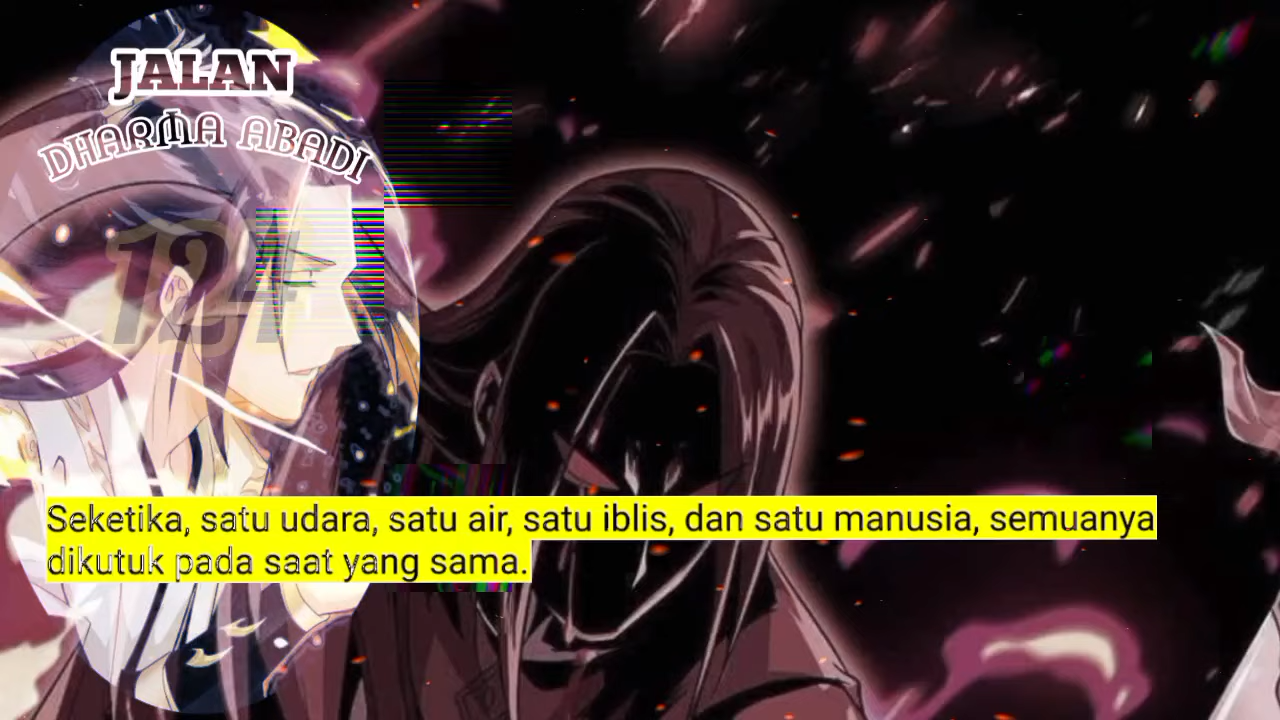 JALAN
DHARMA ABADI
124
Seketika, satu udara, satu air, satu iblis, dan satu manusia, semuanya
dikutuk pada saat yang sama.